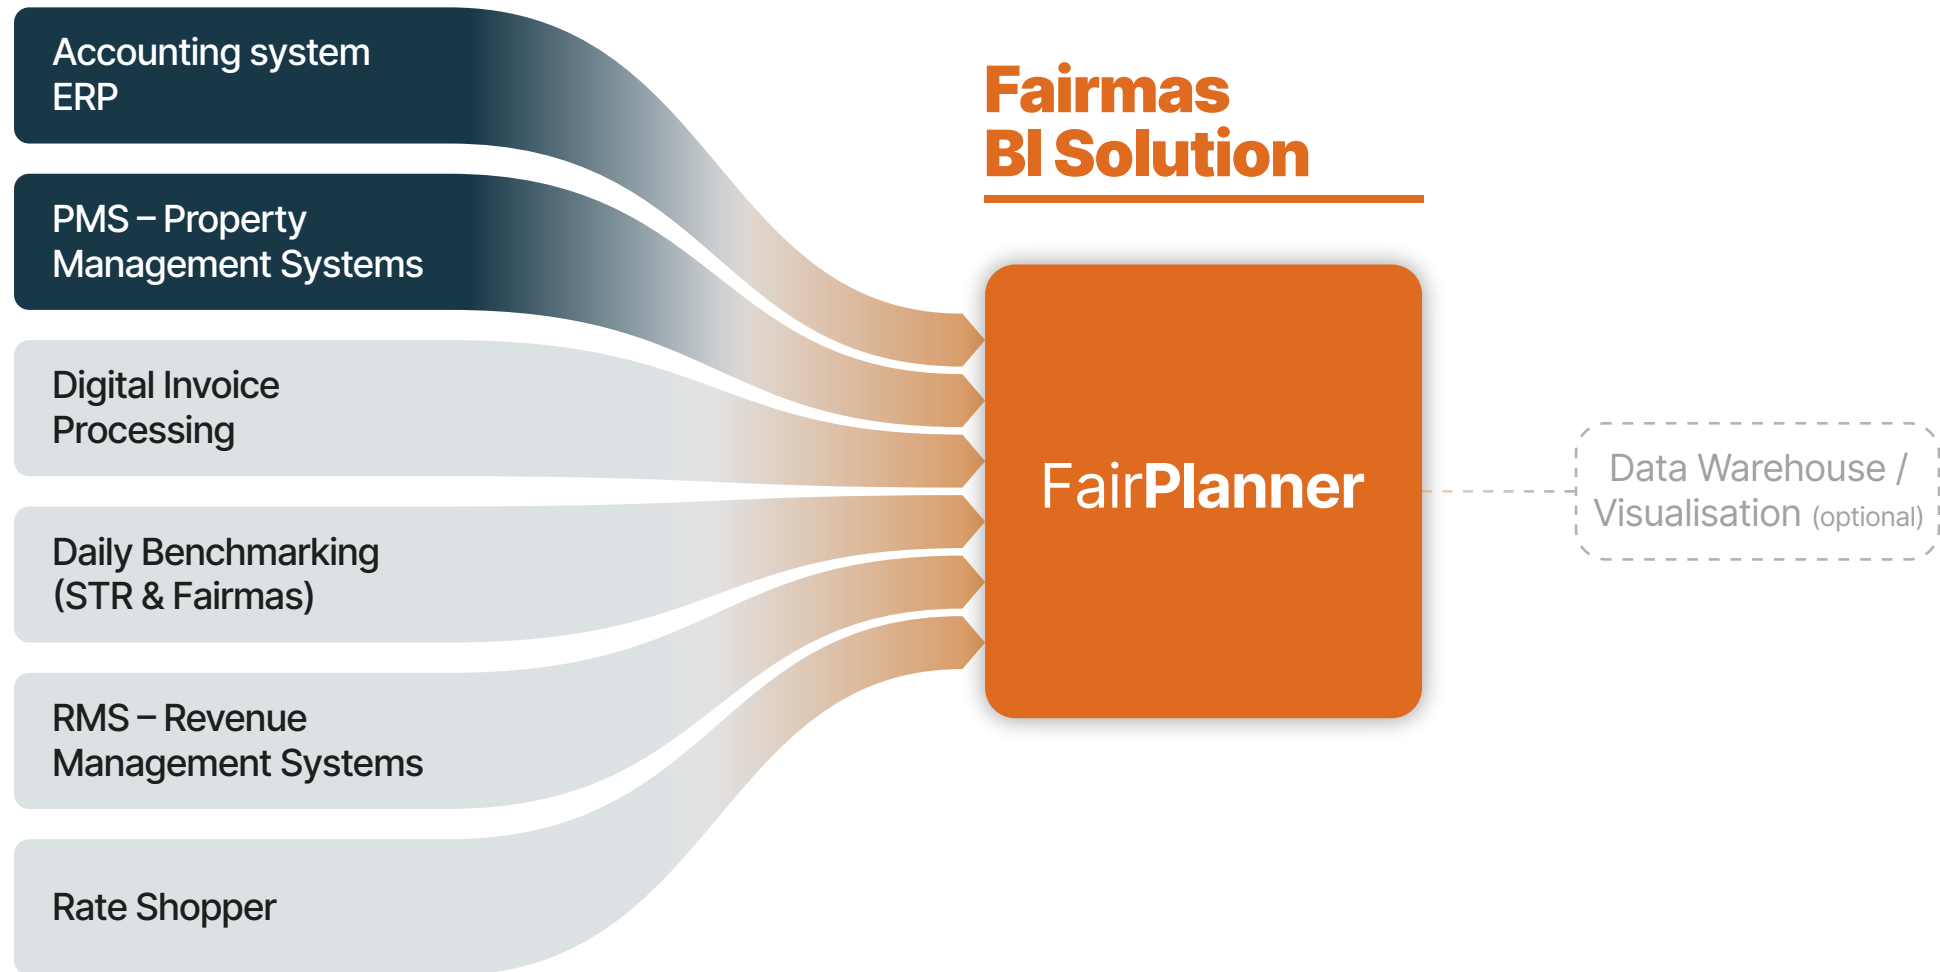 Accounting system
ERP
PMS – Property
Management Systems
Digital Invoice
Processing
Daily Benchmarking
(STR & Fairmas)
RMS – Revenue
Management Systems
Rate Shopper
Fairmas
BI Solution
FairPlanner
Data Warehouse /
Visualisation (optional)